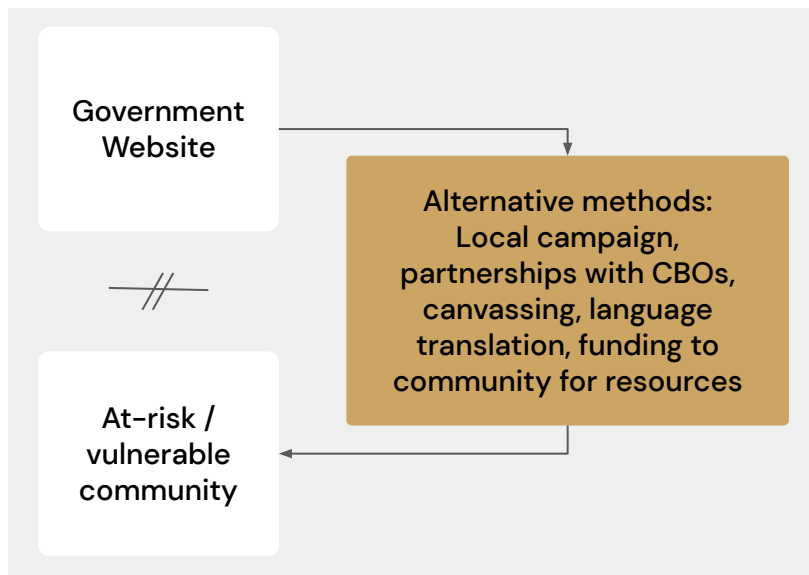 Government
Website
Alternative methods:
Local campaign,
partnerships with CBOs,
canvassing, language
translation, funding to
community for resources
At-risk /
vulnerable
community